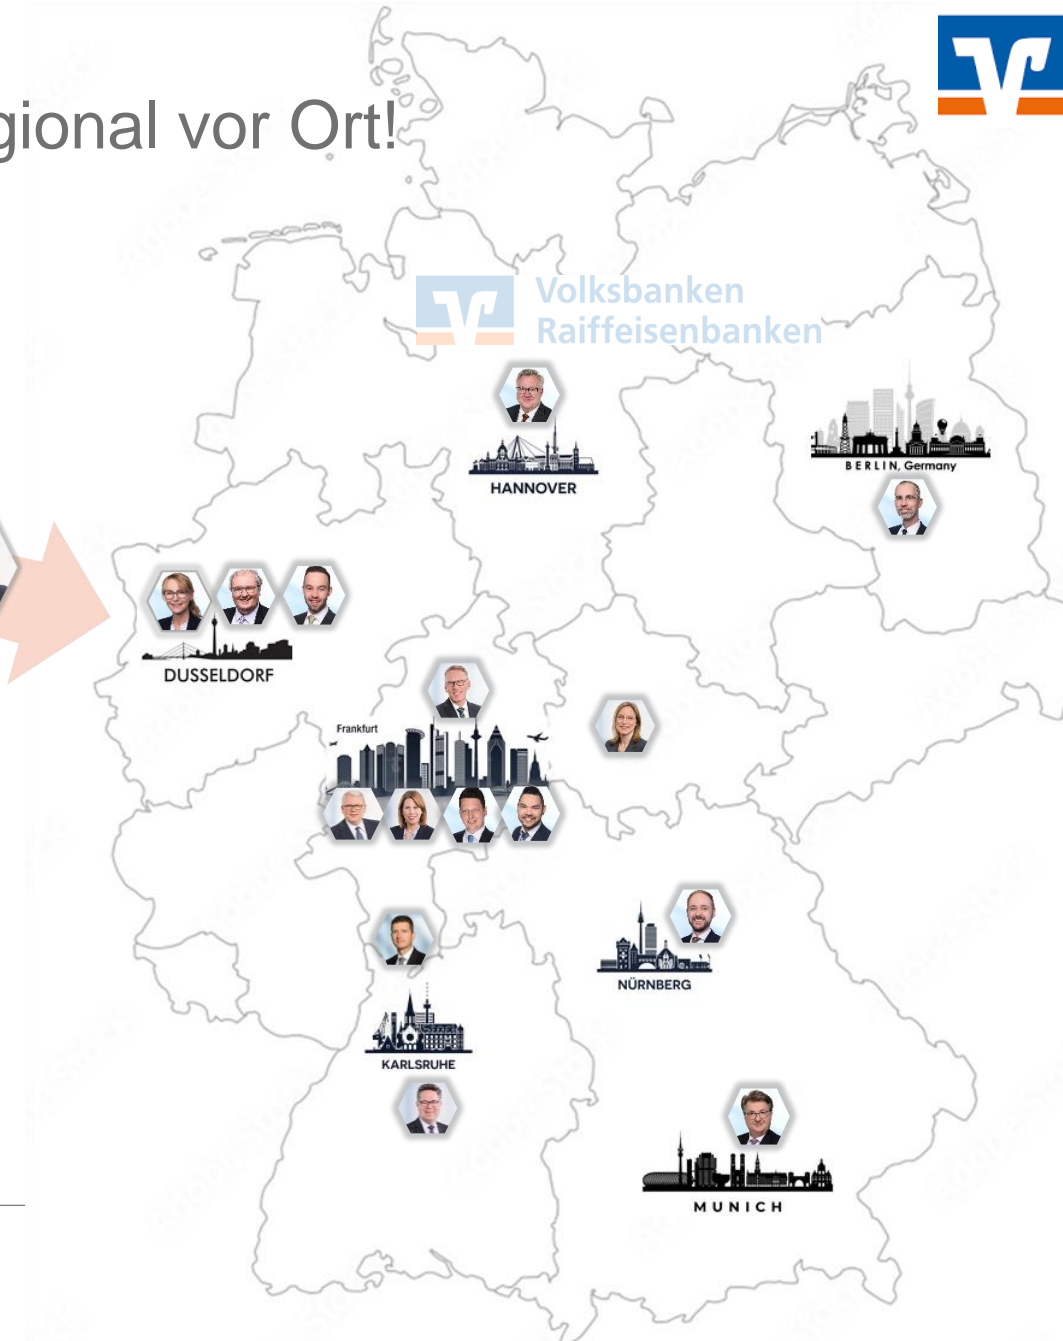 gional vor Ort!
Volksbanken
Raiffeisenbanken
HANNOVER
BERLIN, Germany
DUSSELDORF
Frankfurt
NÜRNBERG
KARLSRUHE
MUNICH